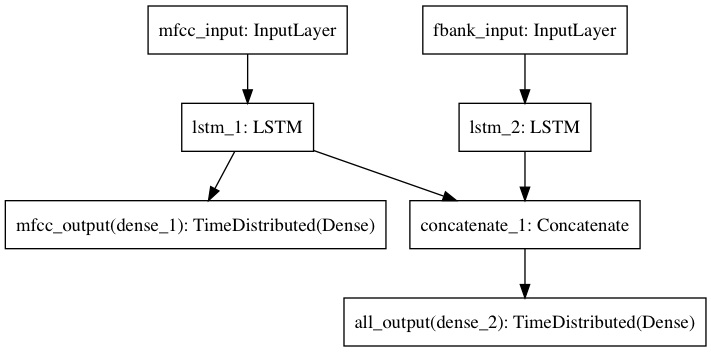 mfcc_input: InputLayer
fbank_input: InputLayer
lstm_1: LSTM
lstm_2: LSTM
mfcc_output(dense_1): TimeDistributed(Dense)
concatenate_1: Concatenate
all_output(dense_2): TimeDistributed(Dense)